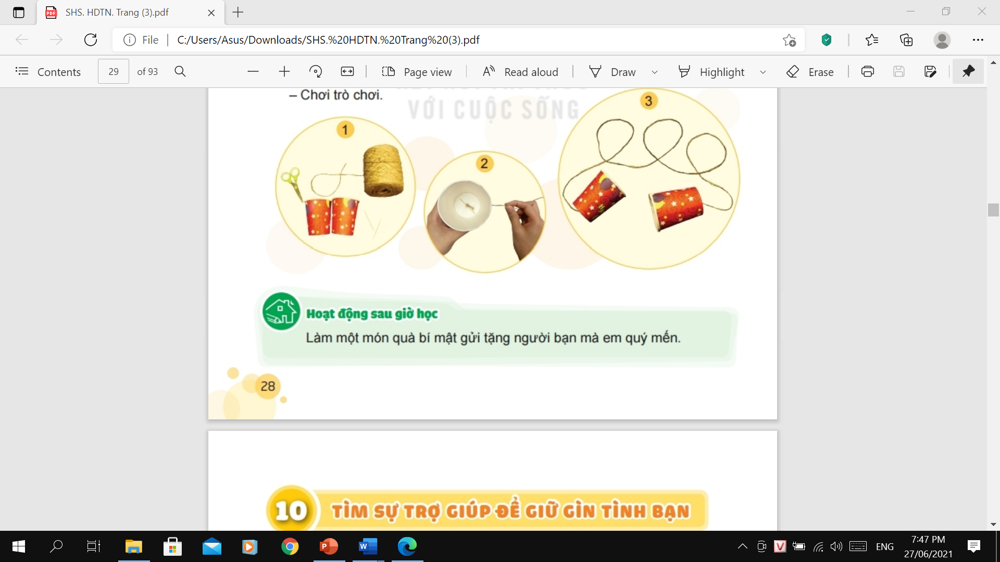 SHS. HDTN. Trang (3).pdf
File
C:/Users/Asus/Downloads/SHS.%20HDTN.%20Trang%20(3).pdf
Contents 29 of 93 Page view Read aloud Draw Highlight Erase
– Chơi trò chơi.
VỚI CUỘC SỐNG
1
2
3
Hoạt động sau giờ học
Làm một món quà bí mật gửi tặng người bạn mà em quý mến.
28
10 TÌM SỰ TRỢ GIÚP ĐỂ GIỮ GÌN TÌNH BẠN
ENG
7:47 PM
27/06/2021